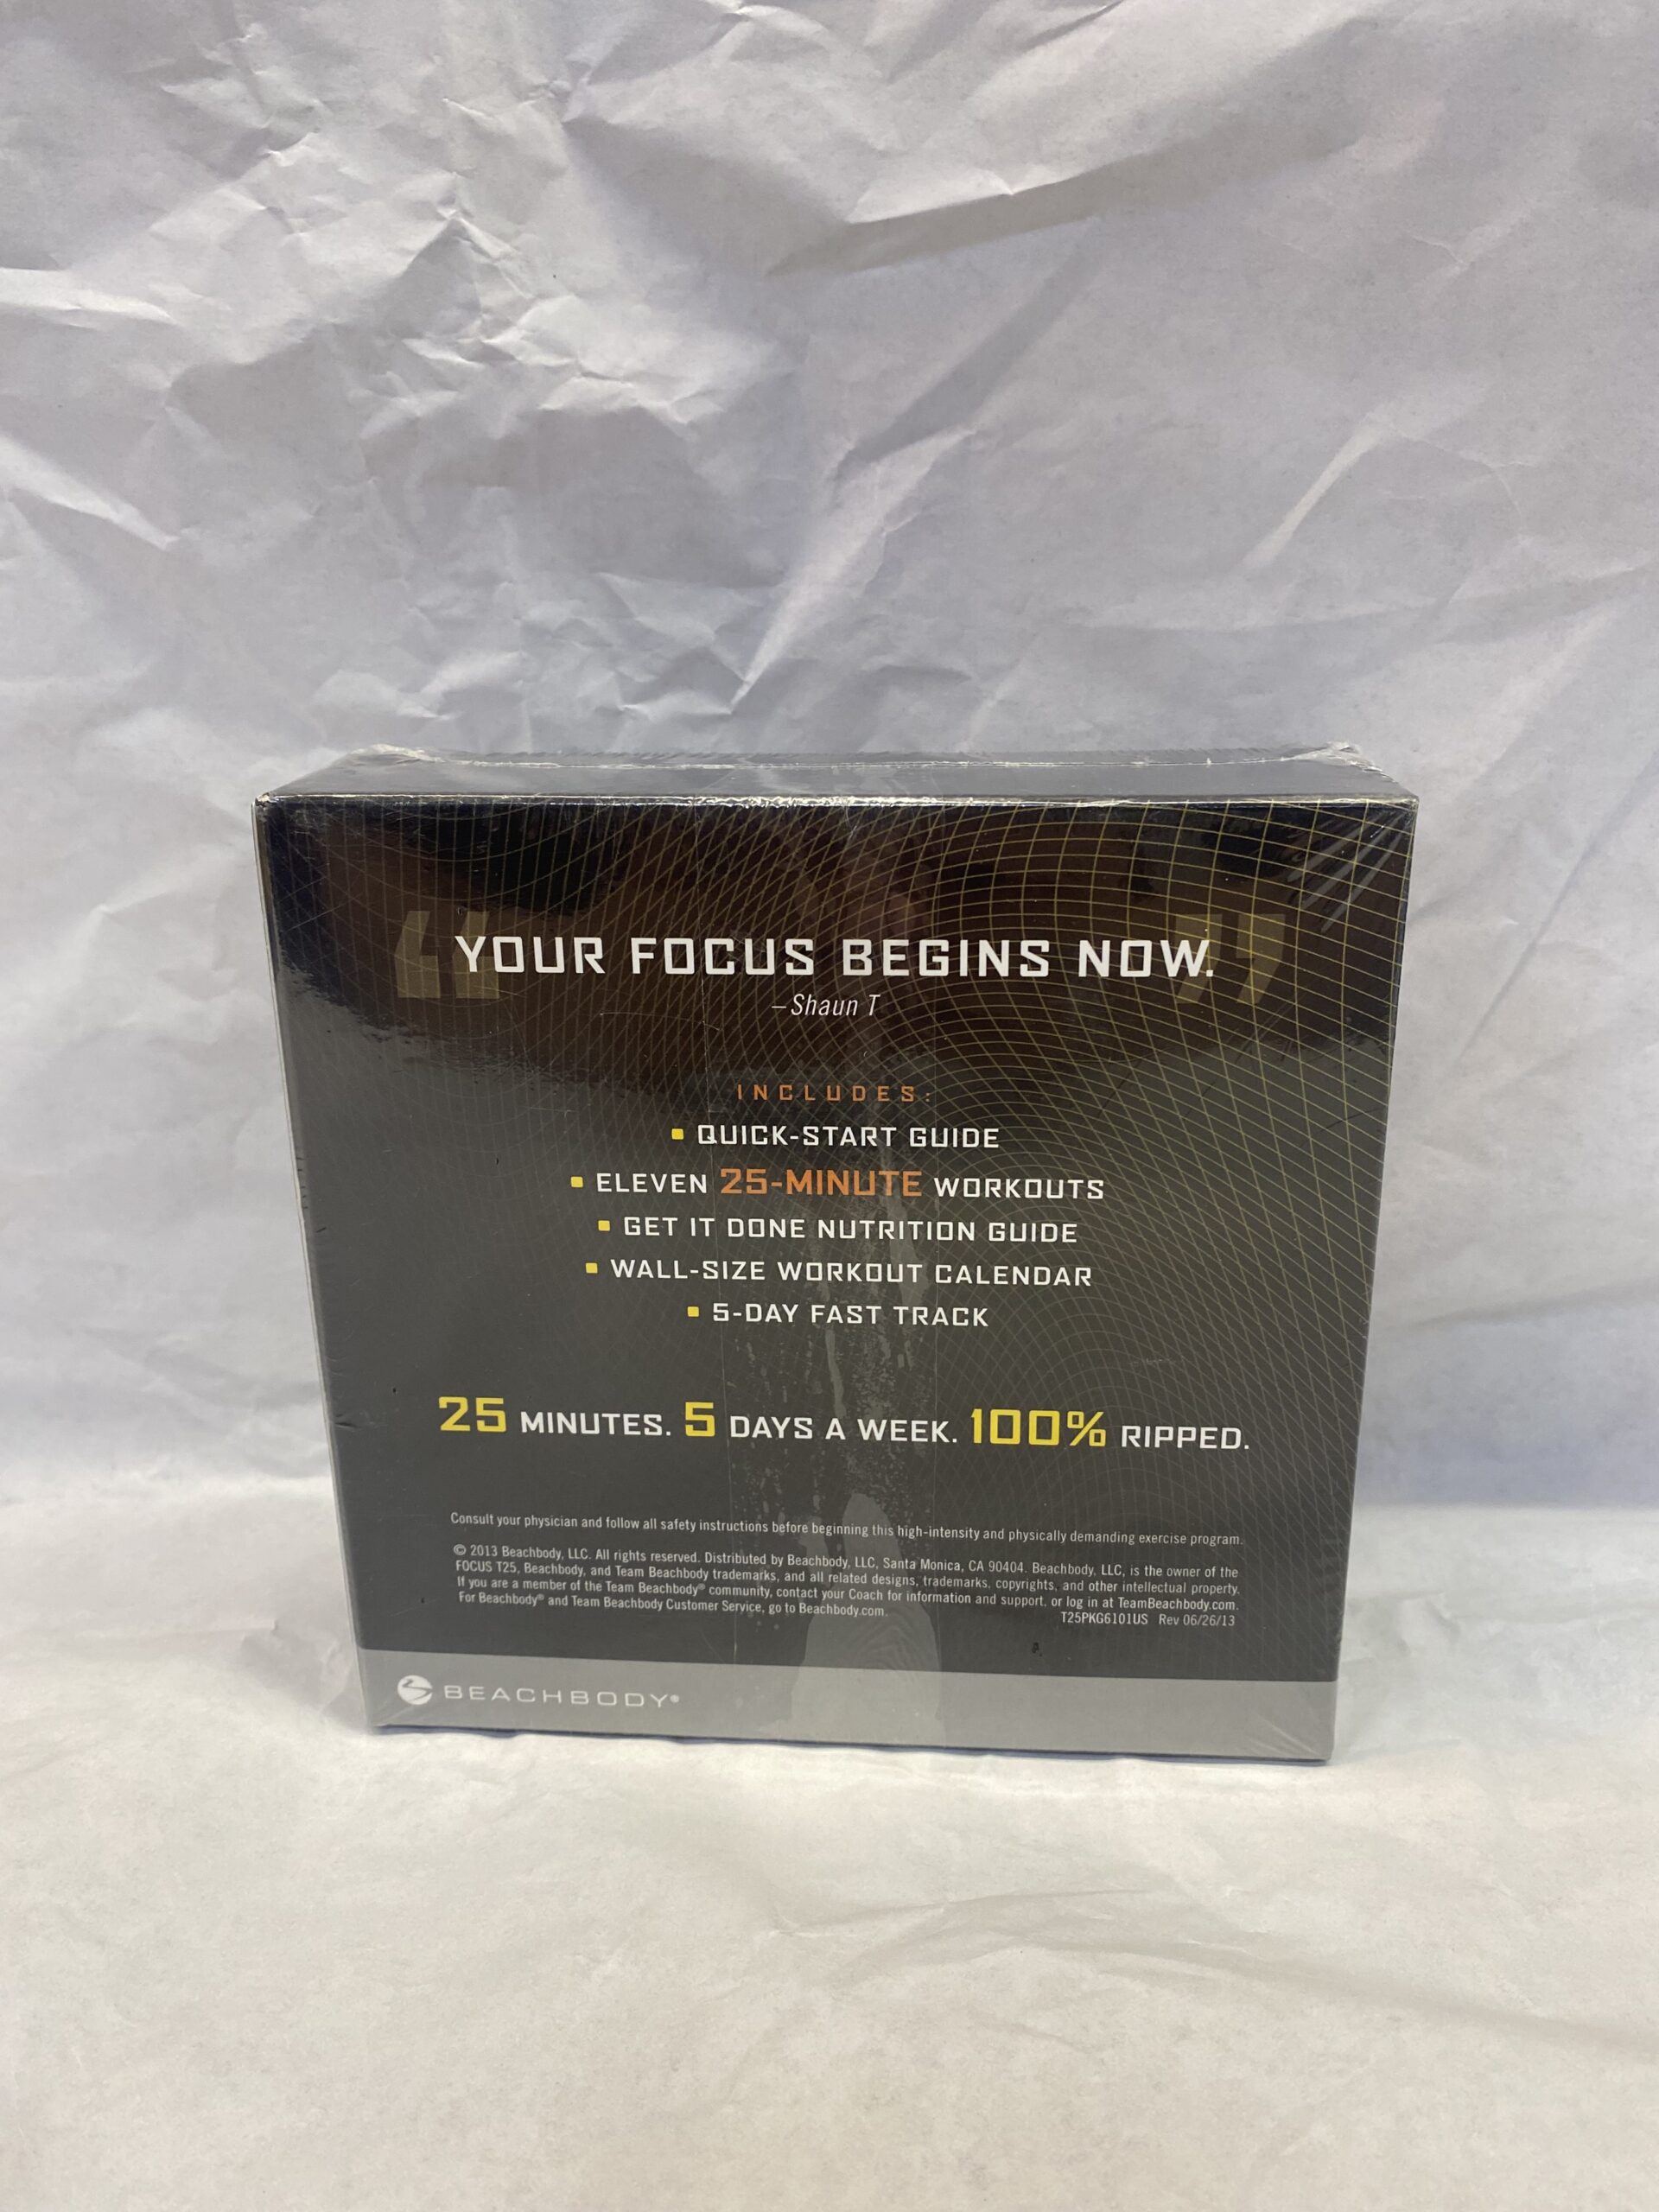 “YOUR FOCUS BEGINS NOW.”
–Shaun T
INCLUDES:
▪ QUICK-START GUIDE
▪ ELEVEN 25-MINUTE WORKOUTS
▪ GET IT DONE NUTRITION GUIDE
▪ WALL-SIZE WORKOUT CALENDAR
▪ 5-DAY FAST TRACK
25 MINUTES. 5 DAYS A WEEK. 100% RIPPED.
Consult your physician and follow all safety instructions before beginning this high-intensity and physically demanding exercise program.
© 2013 Beachbody, LLC. All rights reserved. Distributed by Beachbody, LLC, Santa Monica, CA 90404. Beachbody, LLC, is the owner of the
FOCUS T25, Beachbody, and Team Beachbody trademarks, and all related designs, trademarks, copyrights, and other intellectual property.
If you are a member of the Team Beachbody® community, contact your Coach for information and support, or log in at TeamBeachbody.com.
For Beachbody® and Team Beachbody Customer Service, go to Beachbody.com. T25PKG6101US Rev 06/26/13
BEACHBODY®